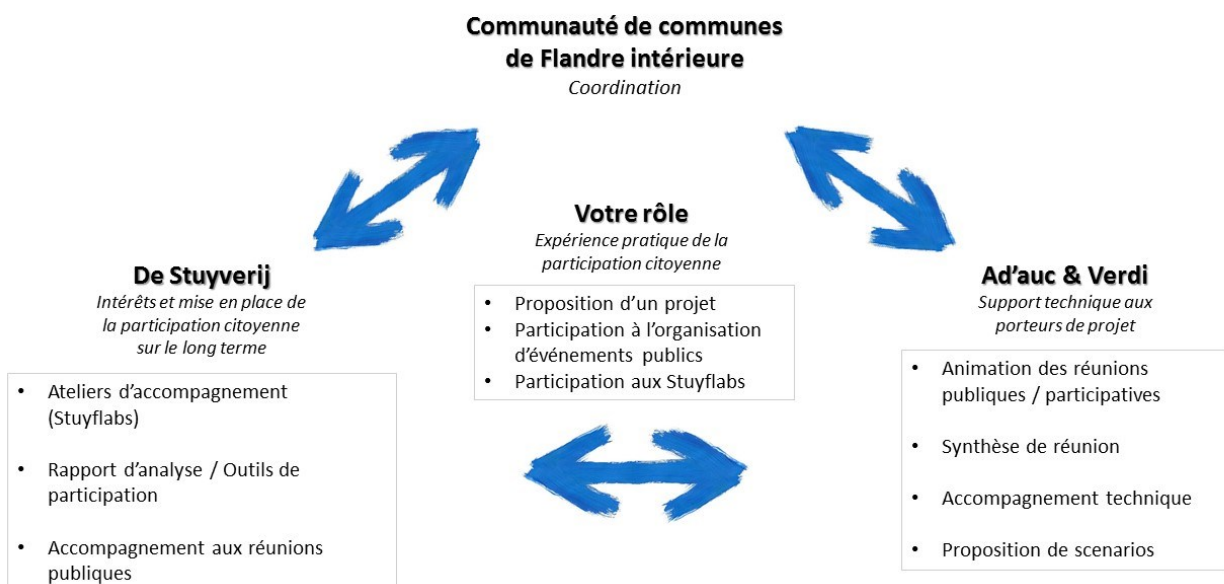 Communauté de communes
de Flandre intérieure
Coordination
Votre rôle
Expérience pratique de la
participation citoyenne
• Proposition d'un projet
• Participation à l'organisation
d'événements publics
• Participation aux Stuyflabs
De Stuyverij
Intérêts et mise en place de
la participation citoyenne
sur le long terme
• Ateliers d'accompagnement
(Stuyflabs)
• Rapport d'analyse / Outils de
participation
• Accompagnement aux réunions
publiques
Ad'auc & Verdi
Support technique aux
porteurs de projet
• Animation des réunions
publiques / participatives
• Synthèse de réunion
• Accompagnement technique
• Proposition de scenarios